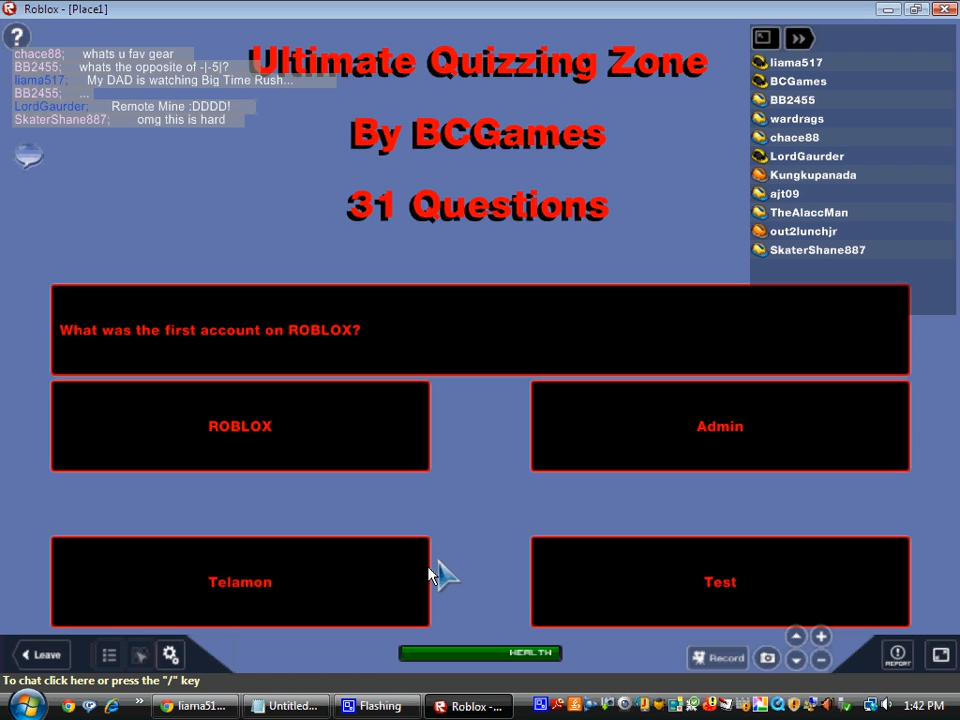 Roblox - [Place1]
?
chace88; whats u fav gear
BB2455; whats the opposite of -|-5|?
liama517; My DAD is watching Big Time Rush...
BB2455; ...
LordGaurder; Remote Mine :DDDD!
SkaterShane887; omg this is hard
Ultimate Quizzing Zone
By BCGames
31 Questions
liama517
BCGames
BB2455
wardrags
chace88
LordGaurder
Kungkupanada
ajt09
TheAlaccMan
out2lunchjr
SkaterShane887
What was the first account on ROBLOX?
ROBLOX
Admin
Telamon
Test
Leave
HEALTH
Record
REPORT
To chat click here or press the "/" key
liama51...
Untitled...
Flashing
Roblox -...
1:42 PM